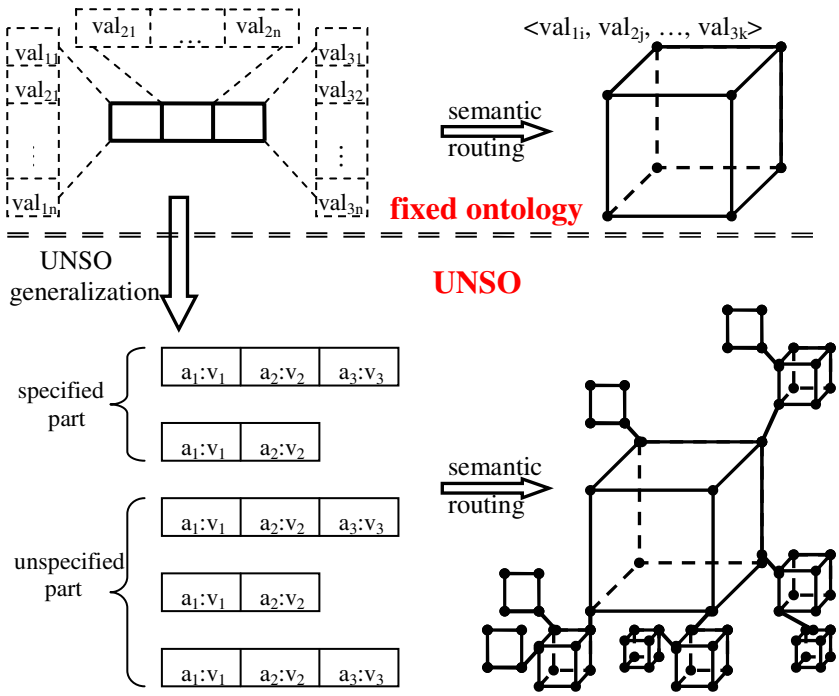 val₂₁ ... val₂ₙ
<val₁ᵢ, val₂ⱼ, ..., val₃ₖ>
val₁₁
val₂₁
⋮
val₁ₙ
val₃₁
val₃₂
⋮
val₃ₙ
semantic
routing
fixed ontology
UNSO
generalization
UNSO
specified
part
a₁:v₁ a₂:v₂ a₃:v₃
a₁:v₁ a₂:v₂
semantic
routing
unspecified
part
a₁:v₁ a₂:v₂ a₃:v₃
a₁:v₁ a₂:v₂
a₁:v₁ a₂:v₂ a₃:v₃